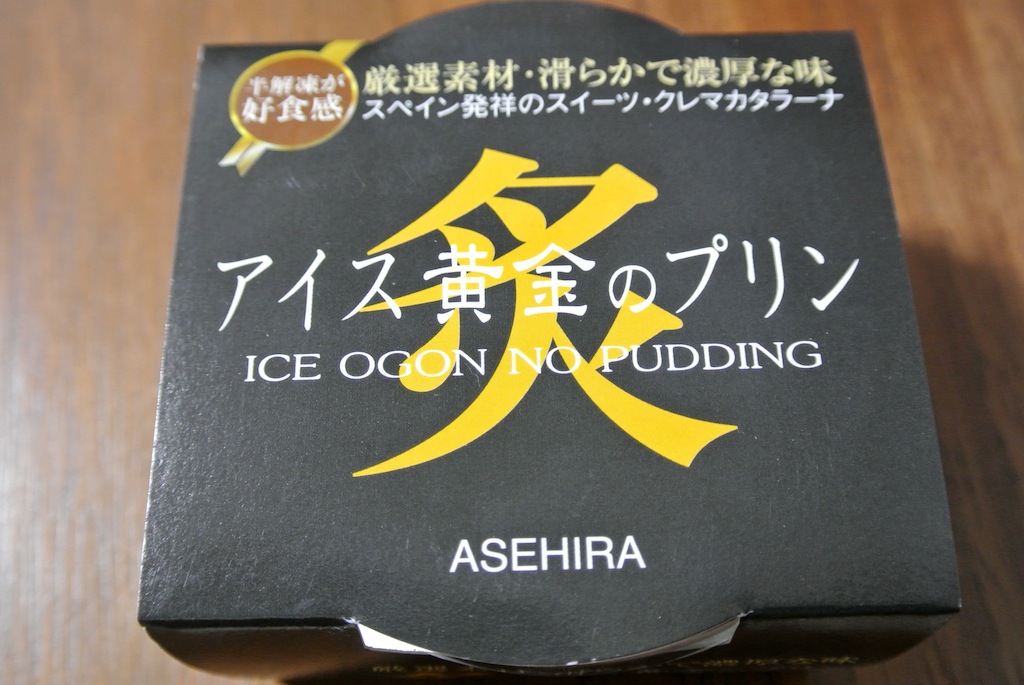 半解凍が
好食感
厳選素材・滑らかで濃厚な味
スペイン発祥のスイーツ・クレマカタラーナ
炙
アイス黄金のプリン
ICE OGON NO PUDDING
ASEHIRA